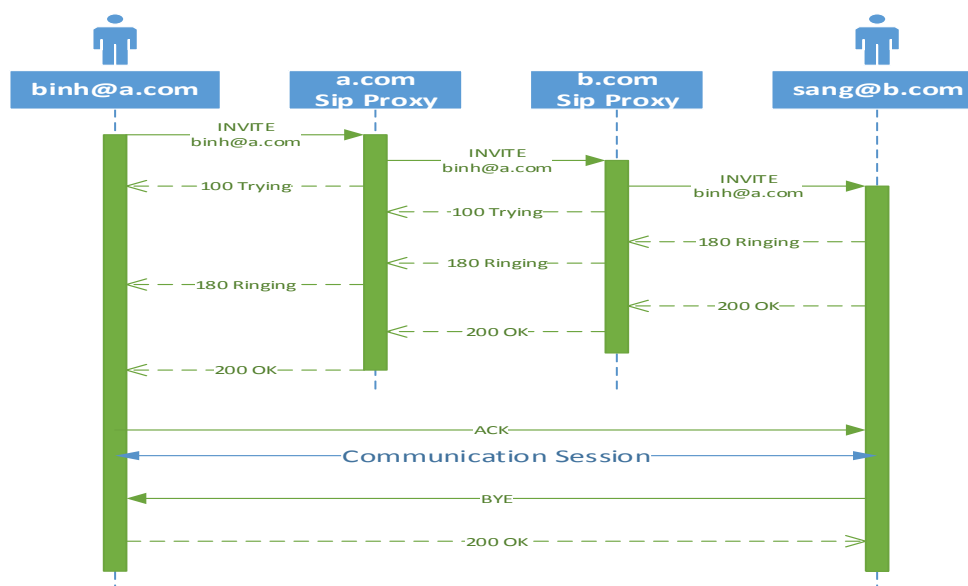 binh@a.com
a.com
Sip Proxy
b.com
Sip Proxy
sang@b.com
INVITE
binh@a.com
INVITE
binh@a.com
INVITE
binh@a.com
100 Trying
100 Trying
180 Ringing
180 Ringing
180 Ringing
200 OK
200 OK
200 OK
ACK
Communication Session
BYE
200 OK